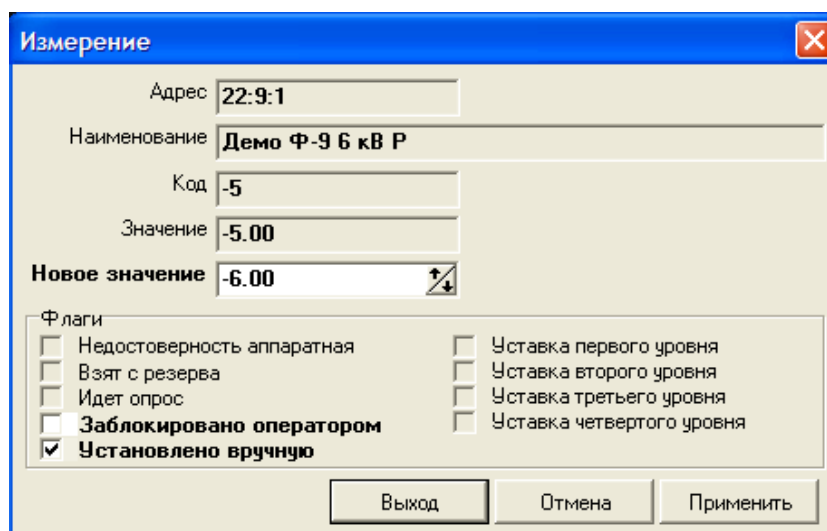 Измерение
Адрес 22:9:1
Наименование Демо Ф-9 6 кВ Р
Код -5
Значение -5.00
Новое значение -6.00
Флаги
Недостоверность аппаратная
Взят с резерва
Идет опрос
Заблокировано оператором
Установлено вручную
Уставка первого уровня
Уставка второго уровня
Уставка третьего уровня
Уставка четвертого уровня
Выход Отмена Применить